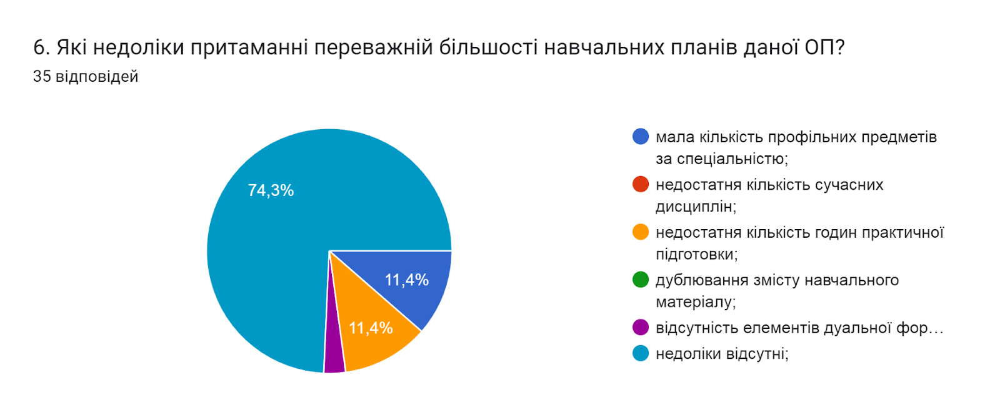 6. Які недоліки притаманні переважній більшості навчальних планів даної ОП?
35 відповідей
74,3%
11,4%
11,4%
мала кількість профільних предметів
за спеціальністю;
недостатня кількість сучасних
дисциплін;
недостатня кількість годин практичної
підготовки;
дублювання змісту навчального
матеріалу;
відсутність елементів дуальної фор…
недоліки відсутні;